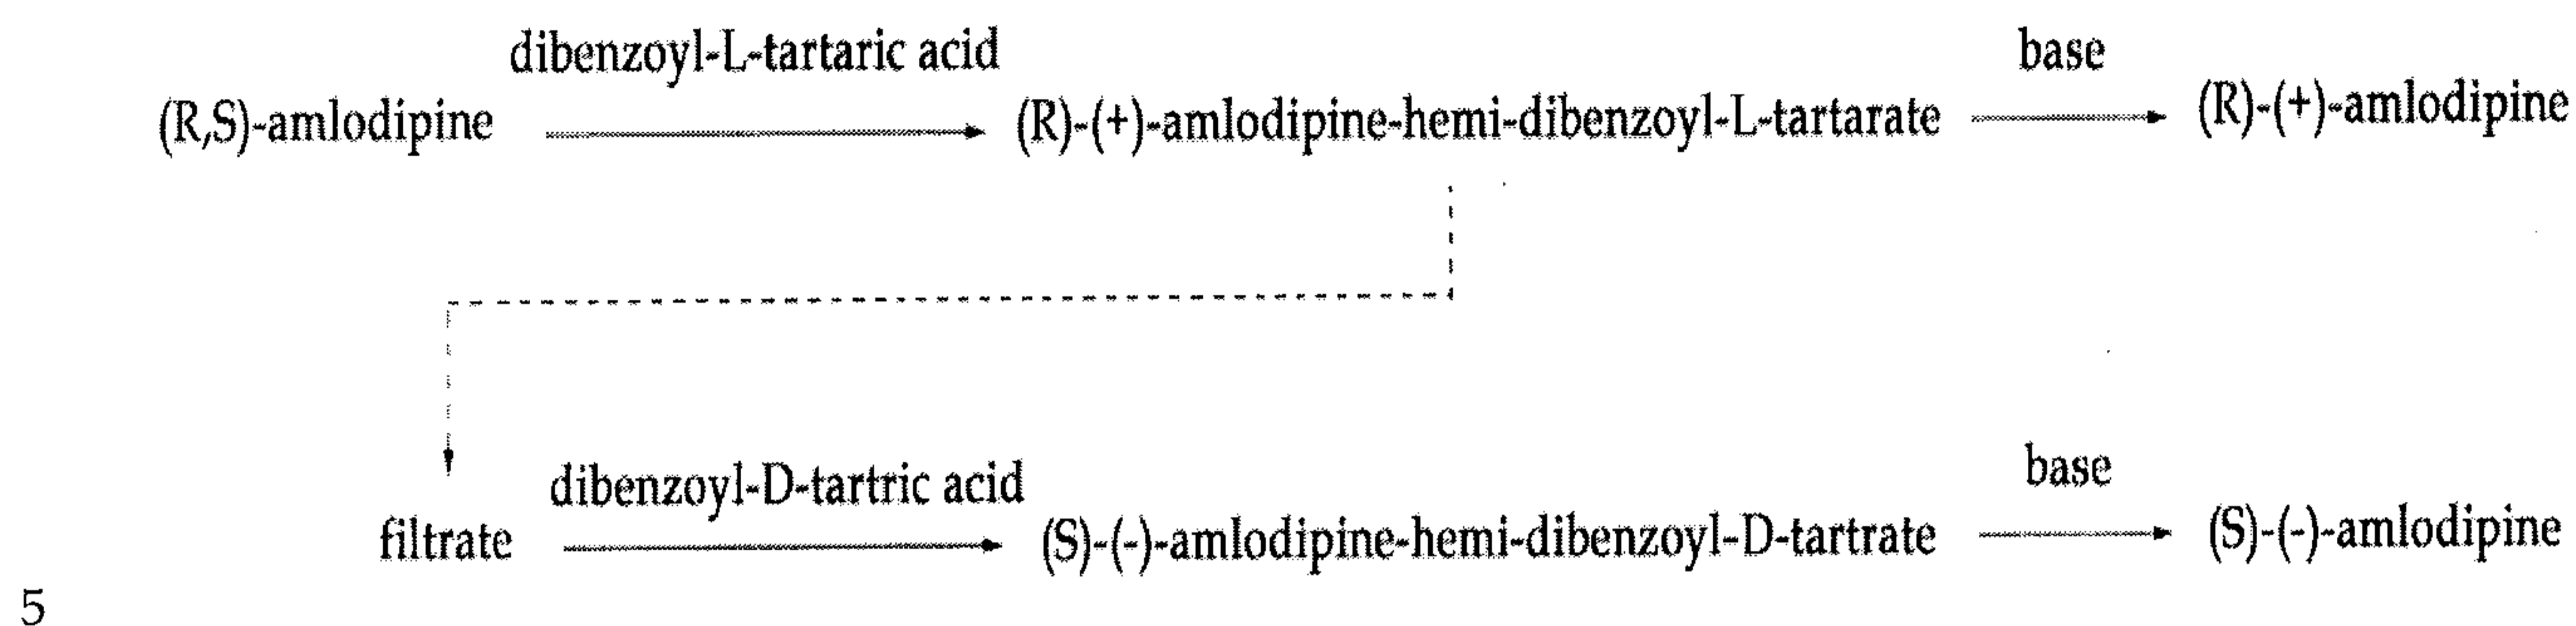 dibenzoyl-L-tartaric acid
base
(R,S)-amlodipine (R)-(+)-amlodipine-hemi-dibenzoyl-L-tartarate (R)-(+)-amlodipine
dibenzoyl-D-tartric acid
base
filtrate (S)-(-)-amlodipine-hemi-dibenzoyl-D-tartrate (S)-(-)-amlodipine
5